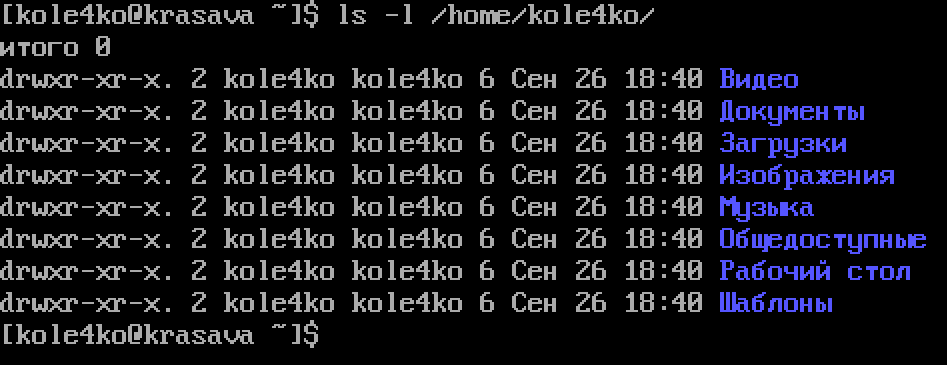 [kole4ko@krasava ~]$ ls -l /home/kole4ko/
итого 0
drwxr-xr-x. 2 kole4ko kole4ko 6 Сен 26 18:40 Видео
drwxr-xr-x. 2 kole4ko kole4ko 6 Сен 26 18:40 Документы
drwxr-xr-x. 2 kole4ko kole4ko 6 Сен 26 18:40 Загрузки
drwxr-xr-x. 2 kole4ko kole4ko 6 Сен 26 18:40 Изображения
drwxr-xr-x. 2 kole4ko kole4ko 6 Сен 26 18:40 Музыка
drwxr-xr-x. 2 kole4ko kole4ko 6 Сен 26 18:40 Общедоступные
drwxr-xr-x. 2 kole4ko kole4ko 6 Сен 26 18:40 Рабочий стол
drwxr-xr-x. 2 kole4ko kole4ko 6 Сен 26 18:40 Шаблоны
[kole4ko@krasava ~]$